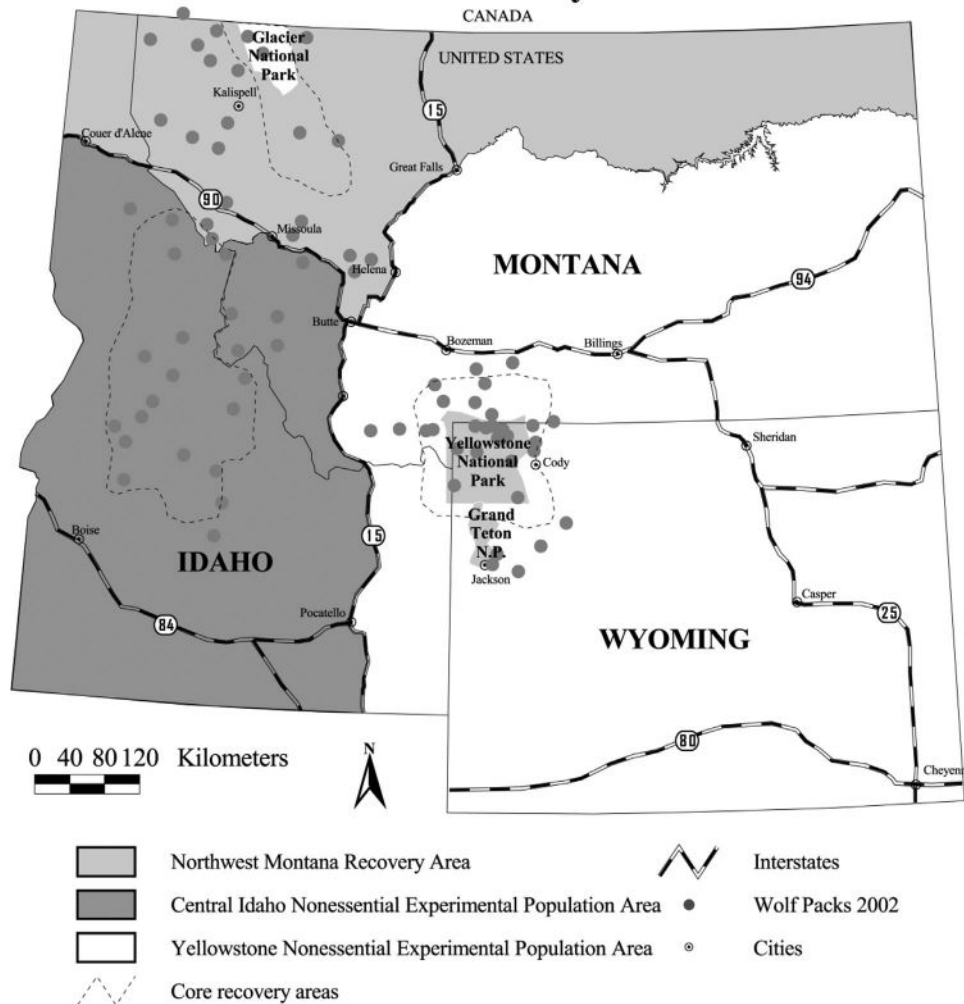 CANADA
UNITED STATES
Glacier
National
Park
Kalispell
15
Couer d'Alene
Great Falls
90
Missoula
MONTANA
Helena
94
Butte
Bozeman
Billings
Yellowstone
National
Park
Sheridan
Cody
Grand
Teton
N.P.
Boise
15
IDAHO
Jackson
Casper
Pocatello
84
25
WYOMING
80
N
0 40 80 120 Kilometers
Cheyenn
Northwest Montana Recovery Area
Interstates
Central Idaho Nonessential Experimental Population Area
Wolf Packs 2002
Yellowstone Nonessential Experimental Population Area
Cities
Core recovery areas